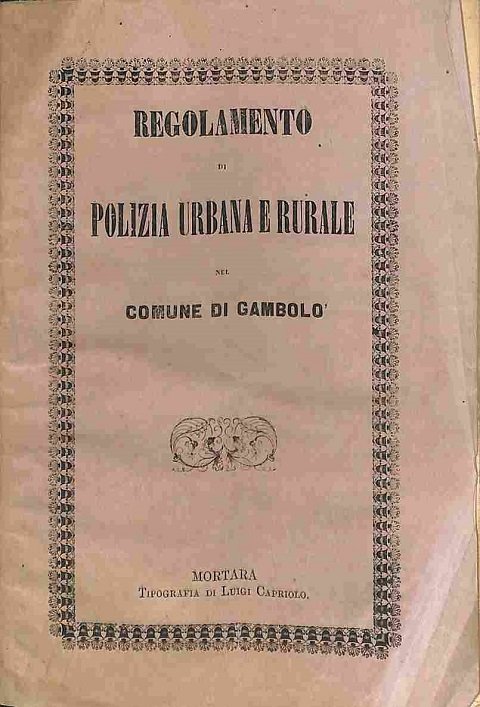 REGOLAMENTO
DI
POLIZIA URBANA E RURALE
NEL
COMUNE DI GAMBOLO'
MORTARA
TIPOGRAFIA DI LUIGI CAPRIOLO.